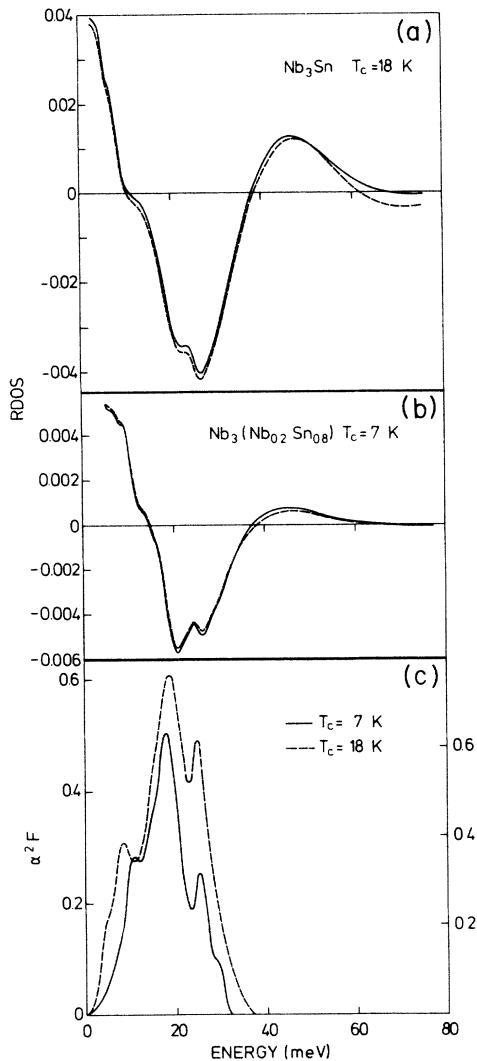 0.04
(a)
Nb3Sn Tc = 18 K
0.02
0
-0.02
-0.04
RDOS
(b)
0.004
Nb3(Nb0.2 Sn0.8) Tc = 7 K
0.002
0
-0.002
-0.004
-0.006
(c)
0.6
Tc = 7 K
Tc = 18 K
0.6
0.4
0.4
α²F
0.2
0.2
0
0 20 40 60 80
ENERGY (meV)